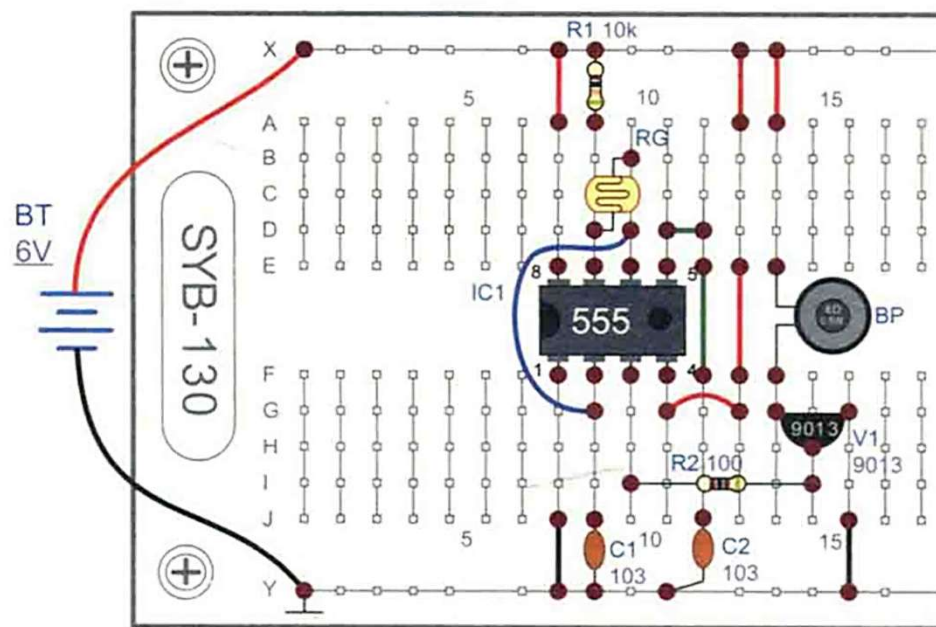 R1 10k
X
5 10 15
A
B
RG
C
BT
6V
D
E
8 5
IC1
555
BP
SYB-130
1 4
F
G
9013
H
V1
R2 100
9013
I
J
5 10 15
C1 C2
103 103
Y